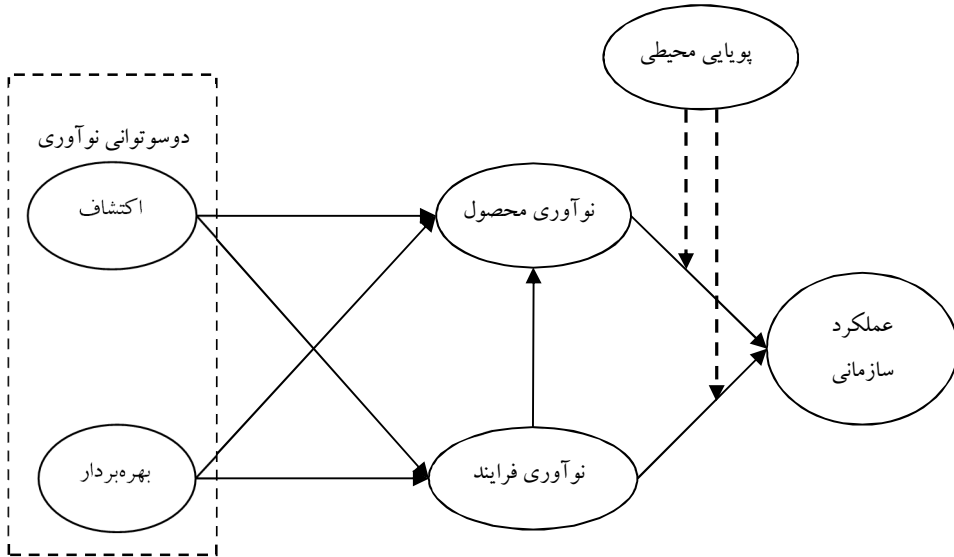 پویایی محیطی
دوسوتوانی نوآوری
اکتشاف
نوآوری محصول
عملکرد
سازمانی
بهره‌بردار
نوآوری فرایند